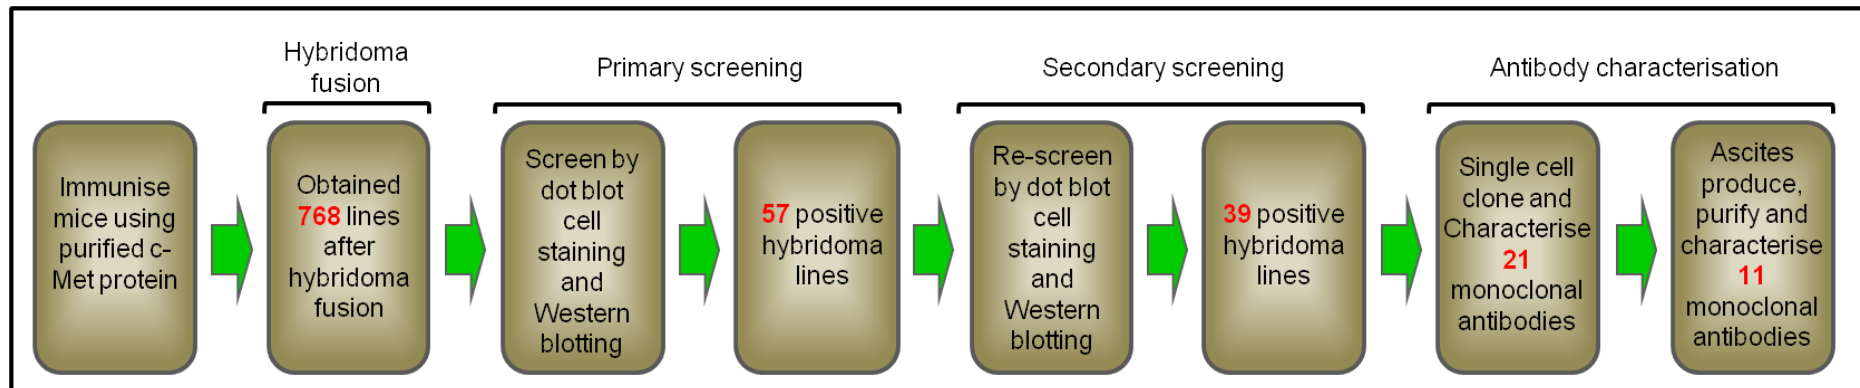 Hybridoma
fusion
Primary screening
Secondary screening
Antibody characterisation
Immunise
mice using
purified c-
Met protein
Obtained
768 lines
after
hybridoma
fusion
Screen by
dot blot
cell
staining
and
Western
blotting
57 positive
hybridoma
lines
Re-screen
by dot blot
cell
staining
and
Western
blotting
39 positive
hybridoma
lines
Single cell
clone and
Characterise
21
monoclonal
antibodies
Ascites
produce,
purify and
characterise
11
monoclonal
antibodies